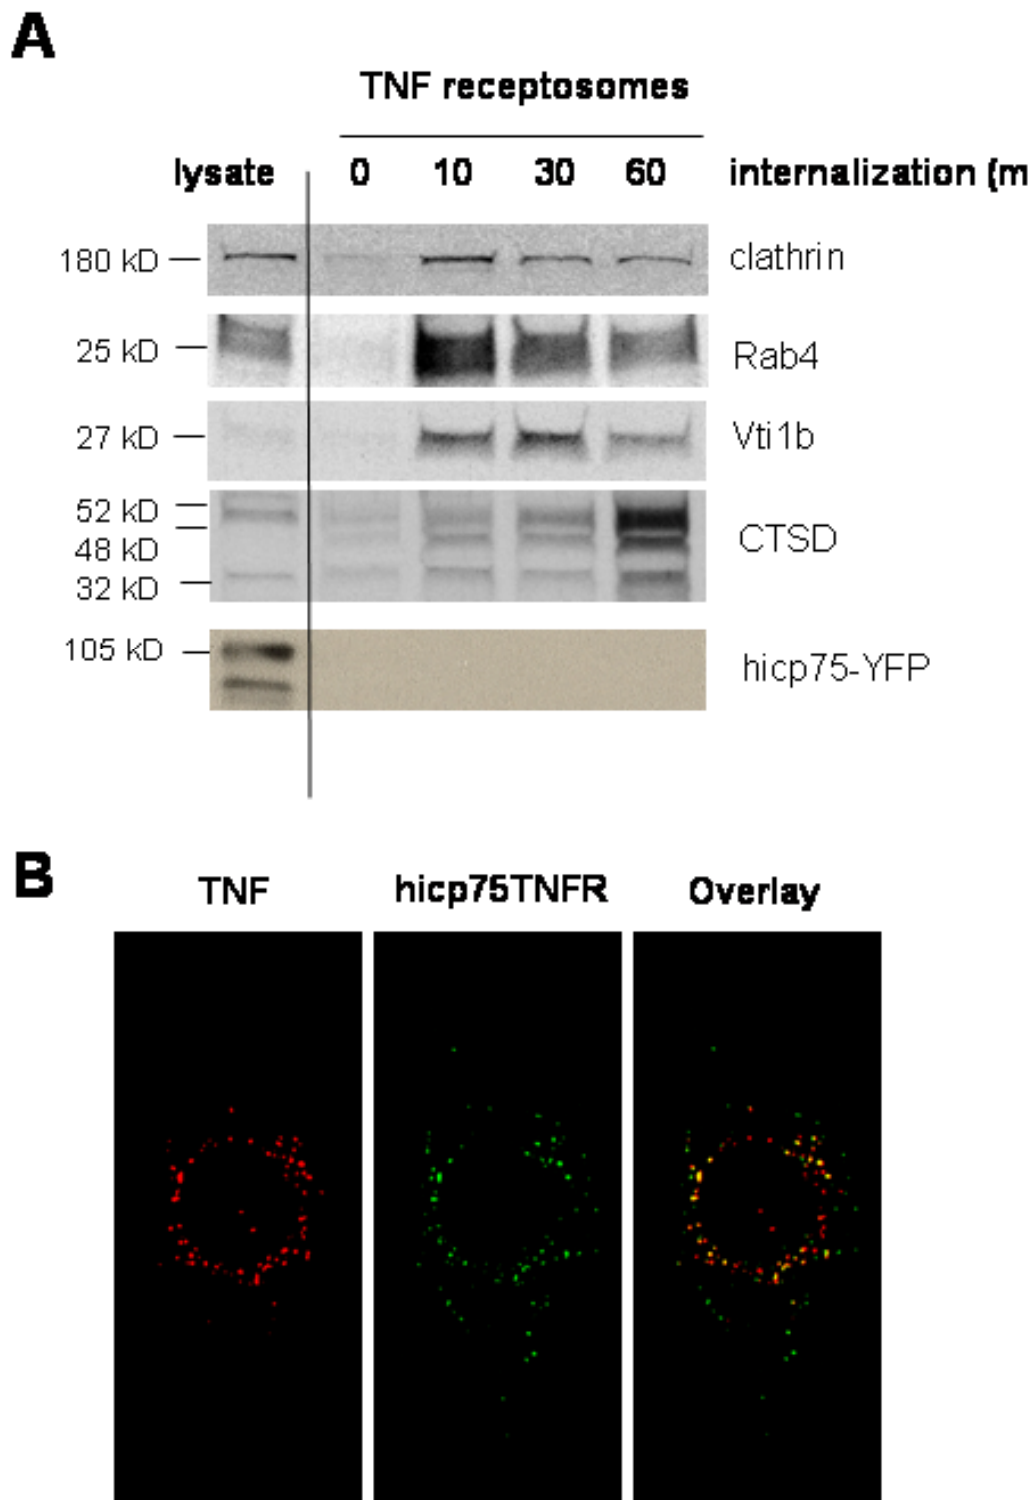 A
TNF receptosomes
lysate 0 10 30 60 internalization (m
180 kD clathrin
25 kD Rab4
27 kD Vti1b
52 kD
48 kD CTSD
32 kD
105 kD hicp75-YFP
B
TNF hicp75TNFR Overlay